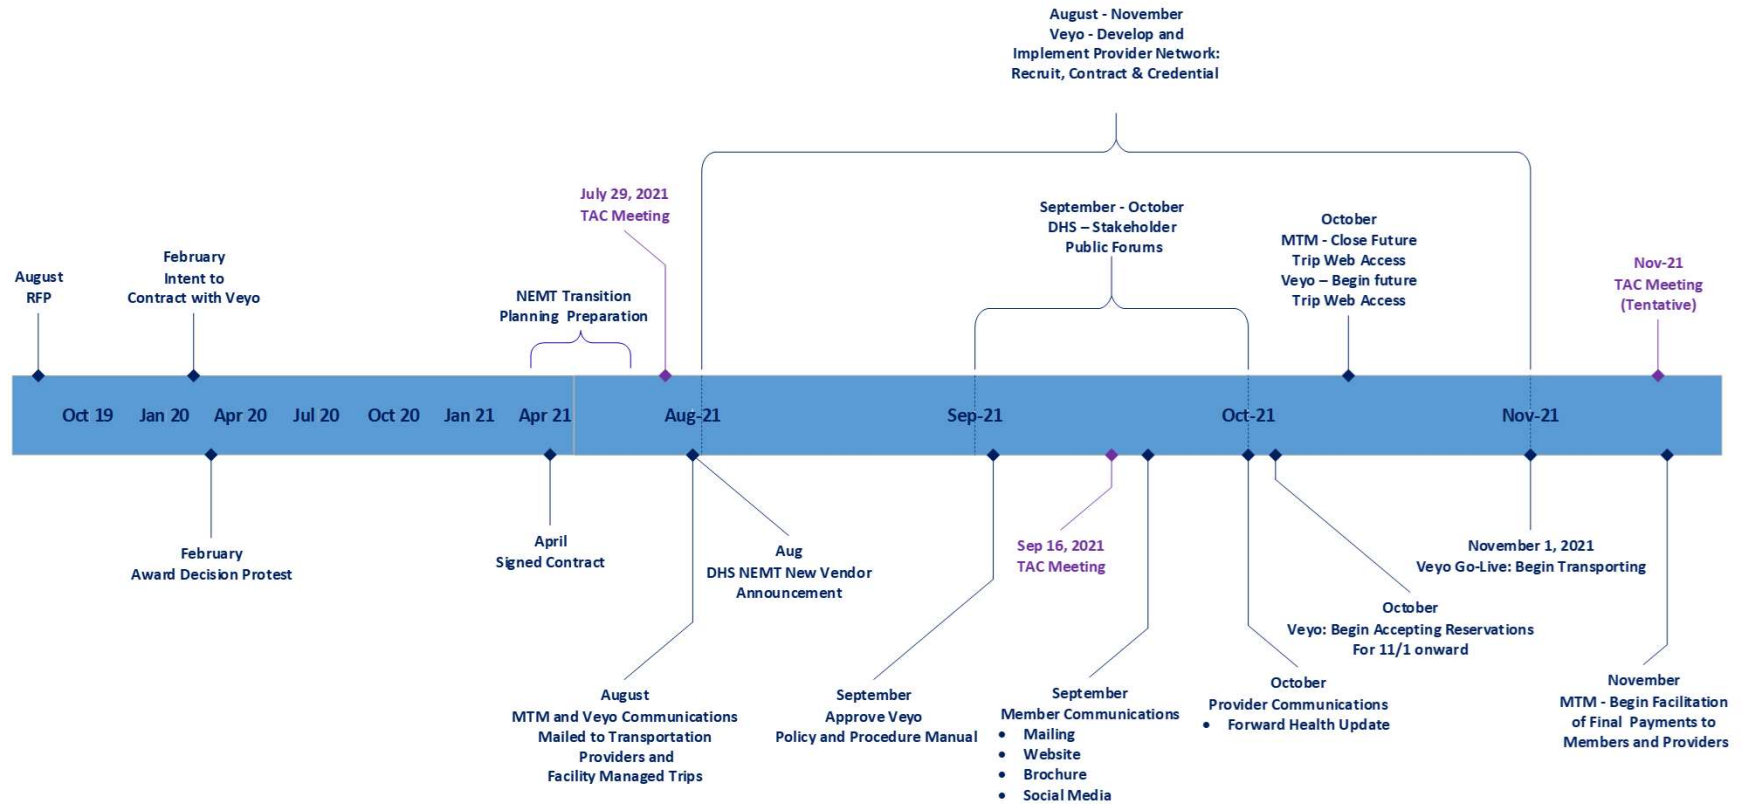 August - November
Veyo - Develop and
Implement Provider Network:
Recruit, Contract & Credential
July 29, 2021
TAC Meeting
September - October
DHS – Stakeholder
Public Forums
October
MTM - Close Future
Trip Web Access
Veyo – Begin future
Trip Web Access
February
Intent to
Contract with Veyo
August
RFP
NEMT Transition
Planning Preparation
Nov-21
TAC Meeting
(Tentative)
Oct 19 Jan 20 Apr 20 Jul 20 Oct 20 Jan 21 Apr 21 Aug-21 Sep-21 Oct-21 Nov-21
February
Award Decision Protest
April
Signed Contract
Aug
DHS NEMT New Vendor
Announcement
Sep 16, 2021
TAC Meeting
November 1, 2021
Veyo Go-Live: Begin Transporting
October
Veyo: Begin Accepting Reservations
For 11/1 onward
August
MTM and Veyo Communications
Mailed to Transportation
Providers and
Facility Managed Trips
September
Approve Veyo
Policy and Procedure Manual
September
Member Communications
• Mailing
• Website
• Brochure
• Social Media
October
Provider Communications
• Forward Health Update
November
MTM - Begin Facilitation
of Final Payments to
Members and Providers